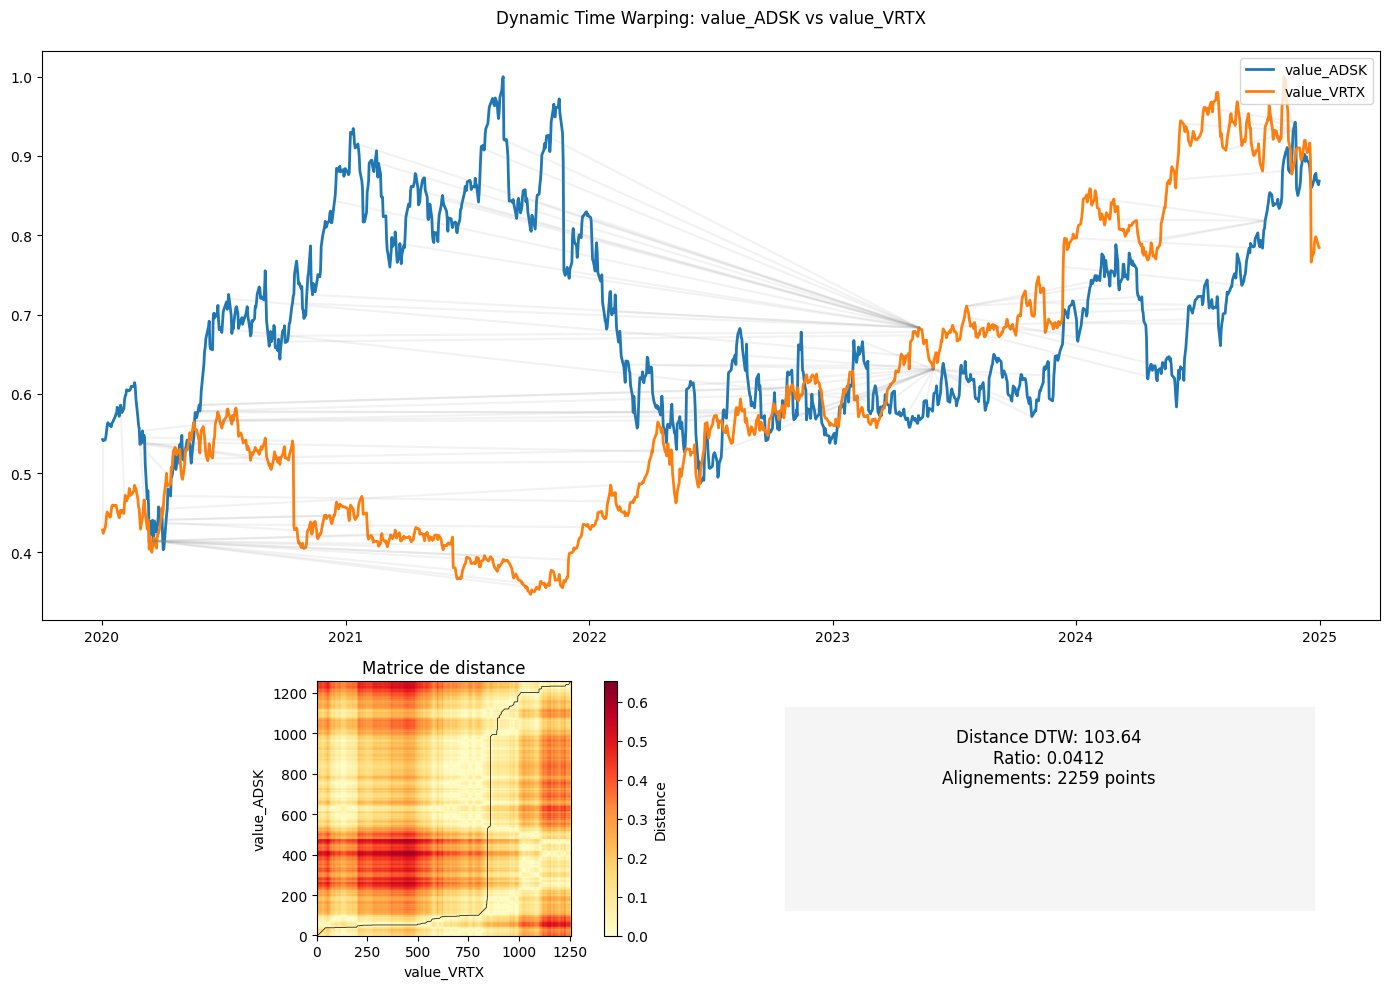 Dynamic Time Warping: value_ADSK vs value_VRTX
value_ADSK
value_VRTX
1.0
0.9
0.8
0.7
0.6
0.5
0.4
2020 2021 2022 2023 2024 2025
Matrice de distance
value_ADSK
1200
1000
800
600
400
200
0
0 250 500 750 1000 1250
value_VRTX
0.6
0.5
0.4
0.3
0.2
0.1
0.0
Distance
Distance DTW: 103.64
Ratio: 0.0412
Alignements: 2259 points